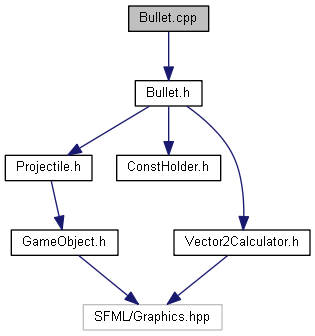 Bullet.cpp
Bullet.h
Projectile.h
ConstHolder.h
GameObject.h
Vector2Calculator.h
SFML/Graphics.hpp